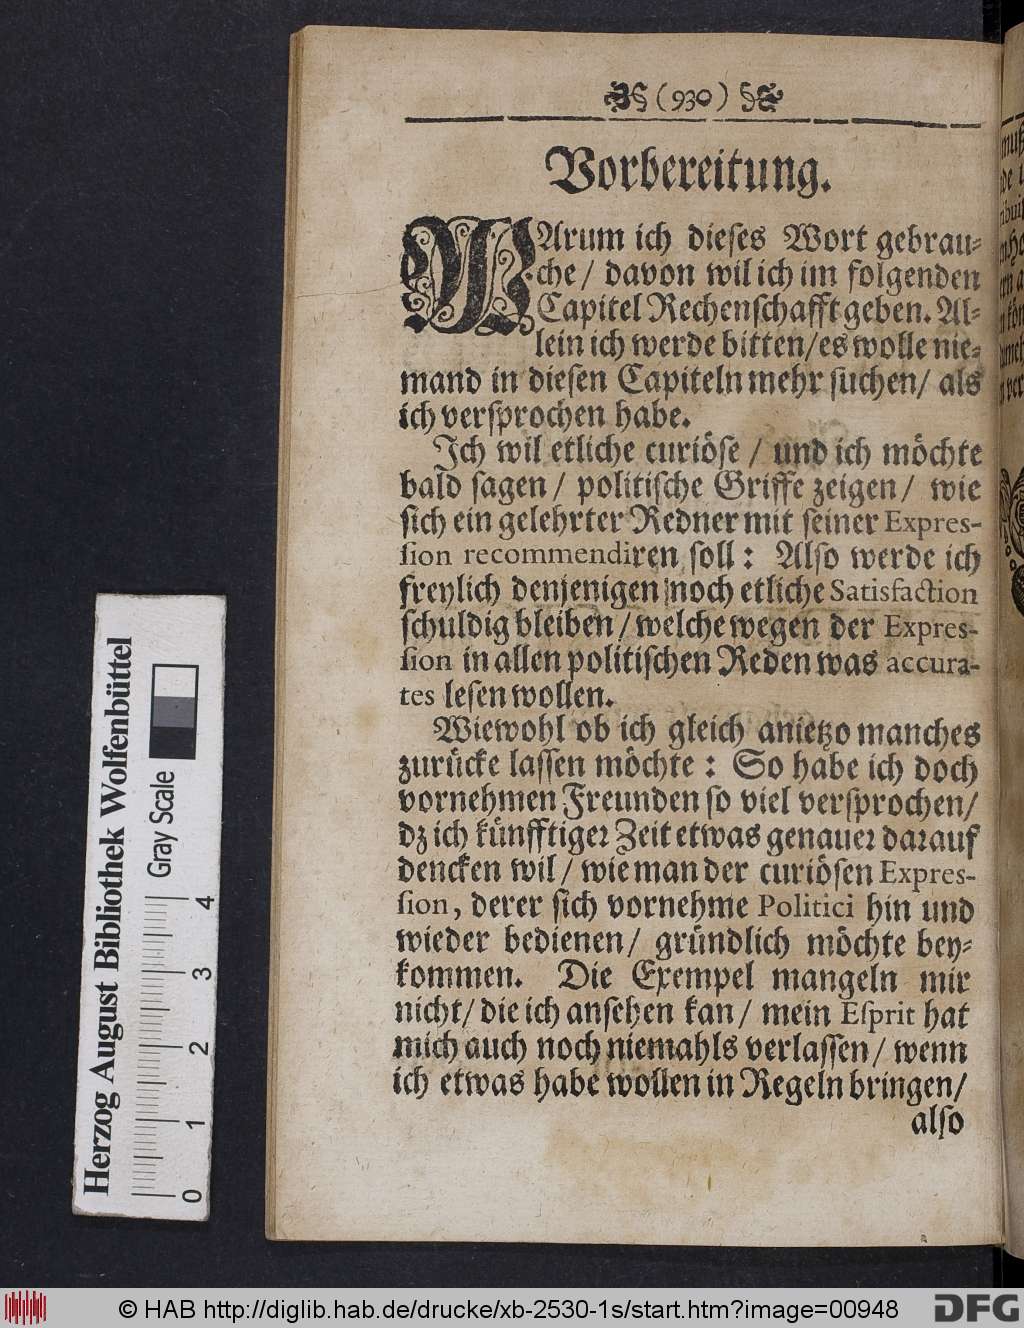 (930)
Vorbereitung.
WArum ich dieses Wort gebrau-
che / davon wil ich im folgenden
Capitel Rechenschafft geben. Al-
lein ich werde bitten / es wolle nie-
mand in diesen Capiteln mehr suchen / als
ich versprochen habe.
Ich wil etliche curiöse / und ich möchte
bald sagen / politische Griffe zeigen / wie
sich ein gelehrter Redner mit seiner Expres-
sion recommendiren soll: Also werde ich
freylich denjenigen noch etliche Satisfaction
schuldig bleiben / welche wegen der Expres-
sion in allen politischen Reden was accura-
tes lesen wollen.
Wiewohl ob ich gleich anietzo manches
zurücke lassen möchte: So habe ich doch
vornehmen Freunden so viel versprochen /
dz ich künfftiger Zeit etwas genauer darauf
dencken wil / wie man der curiösen Expres-
sion, derer sich vornehme Politici hin und
wieder bedienen / gründlich möchte bey-
kommen. Die Exempel mangeln mir
nicht / die ich ansehen kan / mein Esprit hat
mich auch noch niemahls verlassen / wenn
ich etwas habe wollen in Regeln bringen /
also
Herzog August Bibliothek Wolfenbüttel
Gray Scale
0 1 2 3 4
© HAB http://diglib.hab.de/drucke/xb-2530-1s/start.htm?image=00948
DFG